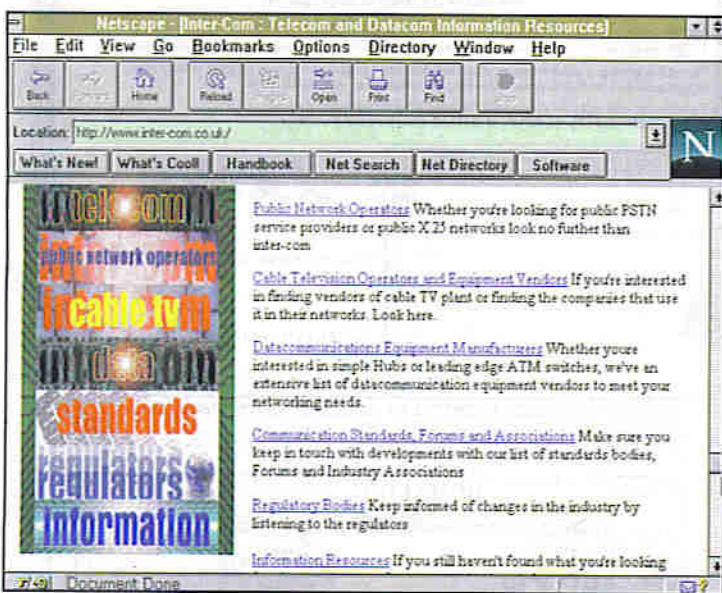 Netscape - [Inter-Com : Telecom and Datacom Information Resources]
File Edit View Go Bookmarks Options Directory Window Help
Back Forward Home Reload Open Print Find
Location: http://www.inter-com.co.uk/
What's New! What's Cool! Handbook Net Search Net Directory Software
telecom
public network operators
cable tv
data
standards
regulators
information
Public Network Operators Whether you're looking for public PSTN
service providers or public X.25 networks look no further than
inter-com
Cable Television Operators and Equipment Vendors If you're interested
in finding vendors of cable TV plant or finding the companies that use
it in their networks. Look here.
Datacommunications Equipment Manufacturers Whether youre
interested in simple Hubs or leading edge ATM switches, we've an
extensive list of datacommunication equipment vendors to meet your
networking needs.
Communication Standards, Forums and Associations Make sure you
keep in touch with developments with our list of standards bodies,
Forums and Industry Associations
Regulatory Bodies Keep informed of changes in the industry by
listening to the regulators
Information Resources If you still haven't found what you're looking
Document: Done
N